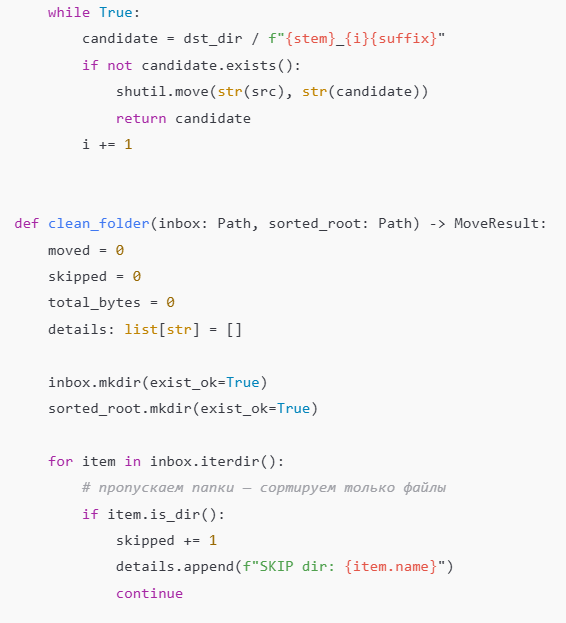 while True:
        candidate = dst_dir / f"{stem}_{i}{suffix}"
        if not candidate.exists():
            shutil.move(str(src), str(candidate))
            return candidate
        i += 1


def clean_folder(inbox: Path, sorted_root: Path) -> MoveResult:
    moved = 0
    skipped = 0
    total_bytes = 0
    details: list[str] = []

    inbox.mkdir(exist_ok=True)
    sorted_root.mkdir(exist_ok=True)

    for item in inbox.iterdir():
        # пропускаем папки — сортируем только файлы
        if item.is_dir():
            skipped += 1
            details.append(f"SKIP dir: {item.name}")
            continue